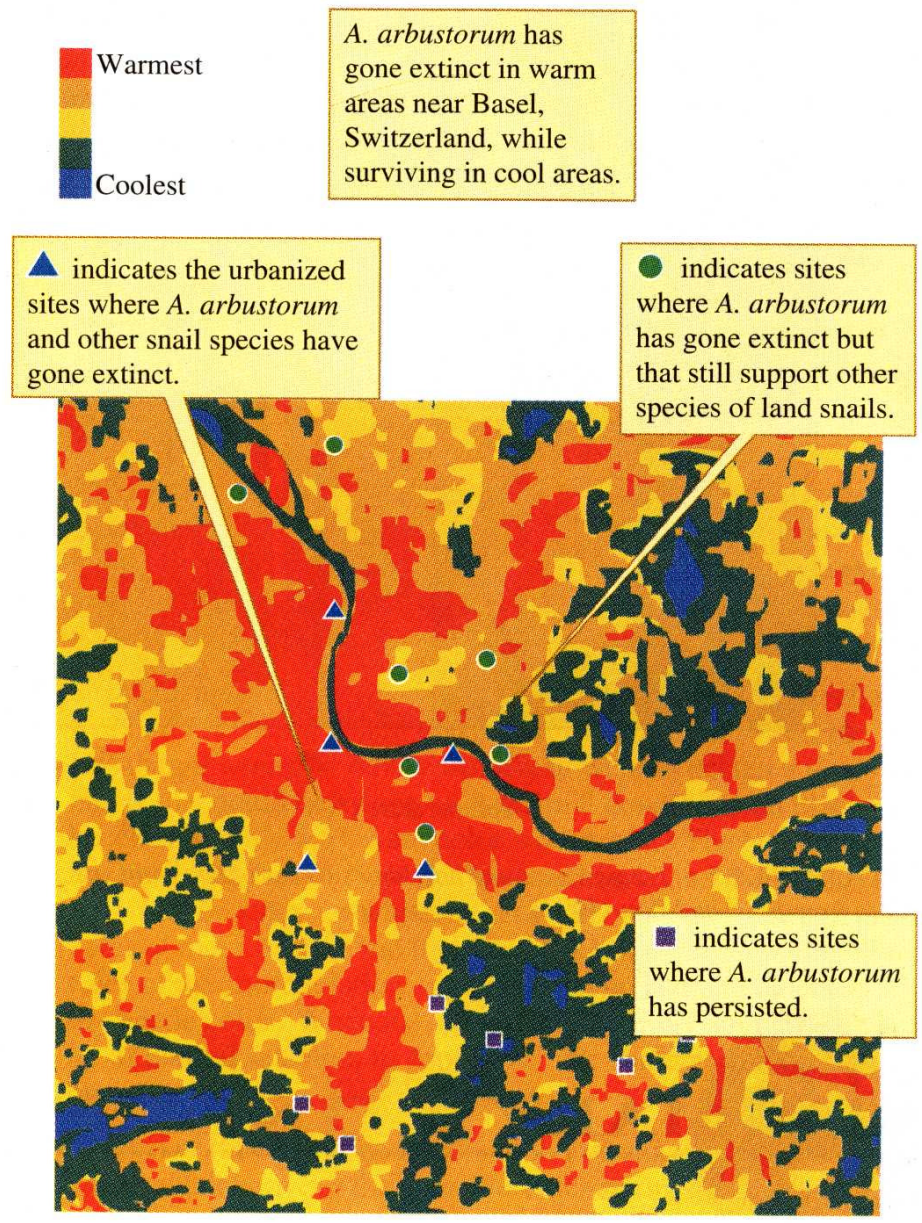 Warmest
Coolest
A. arbustorum has
gone extinct in warm
areas near Basel,
Switzerland, while
surviving in cool areas.
indicates the urbanized
sites where A. arbustorum
and other snail species have
gone extinct.
indicates sites
where A. arbustorum
has gone extinct but
that still support other
species of land snails.
indicates sites
where A. arbustorum
has persisted.